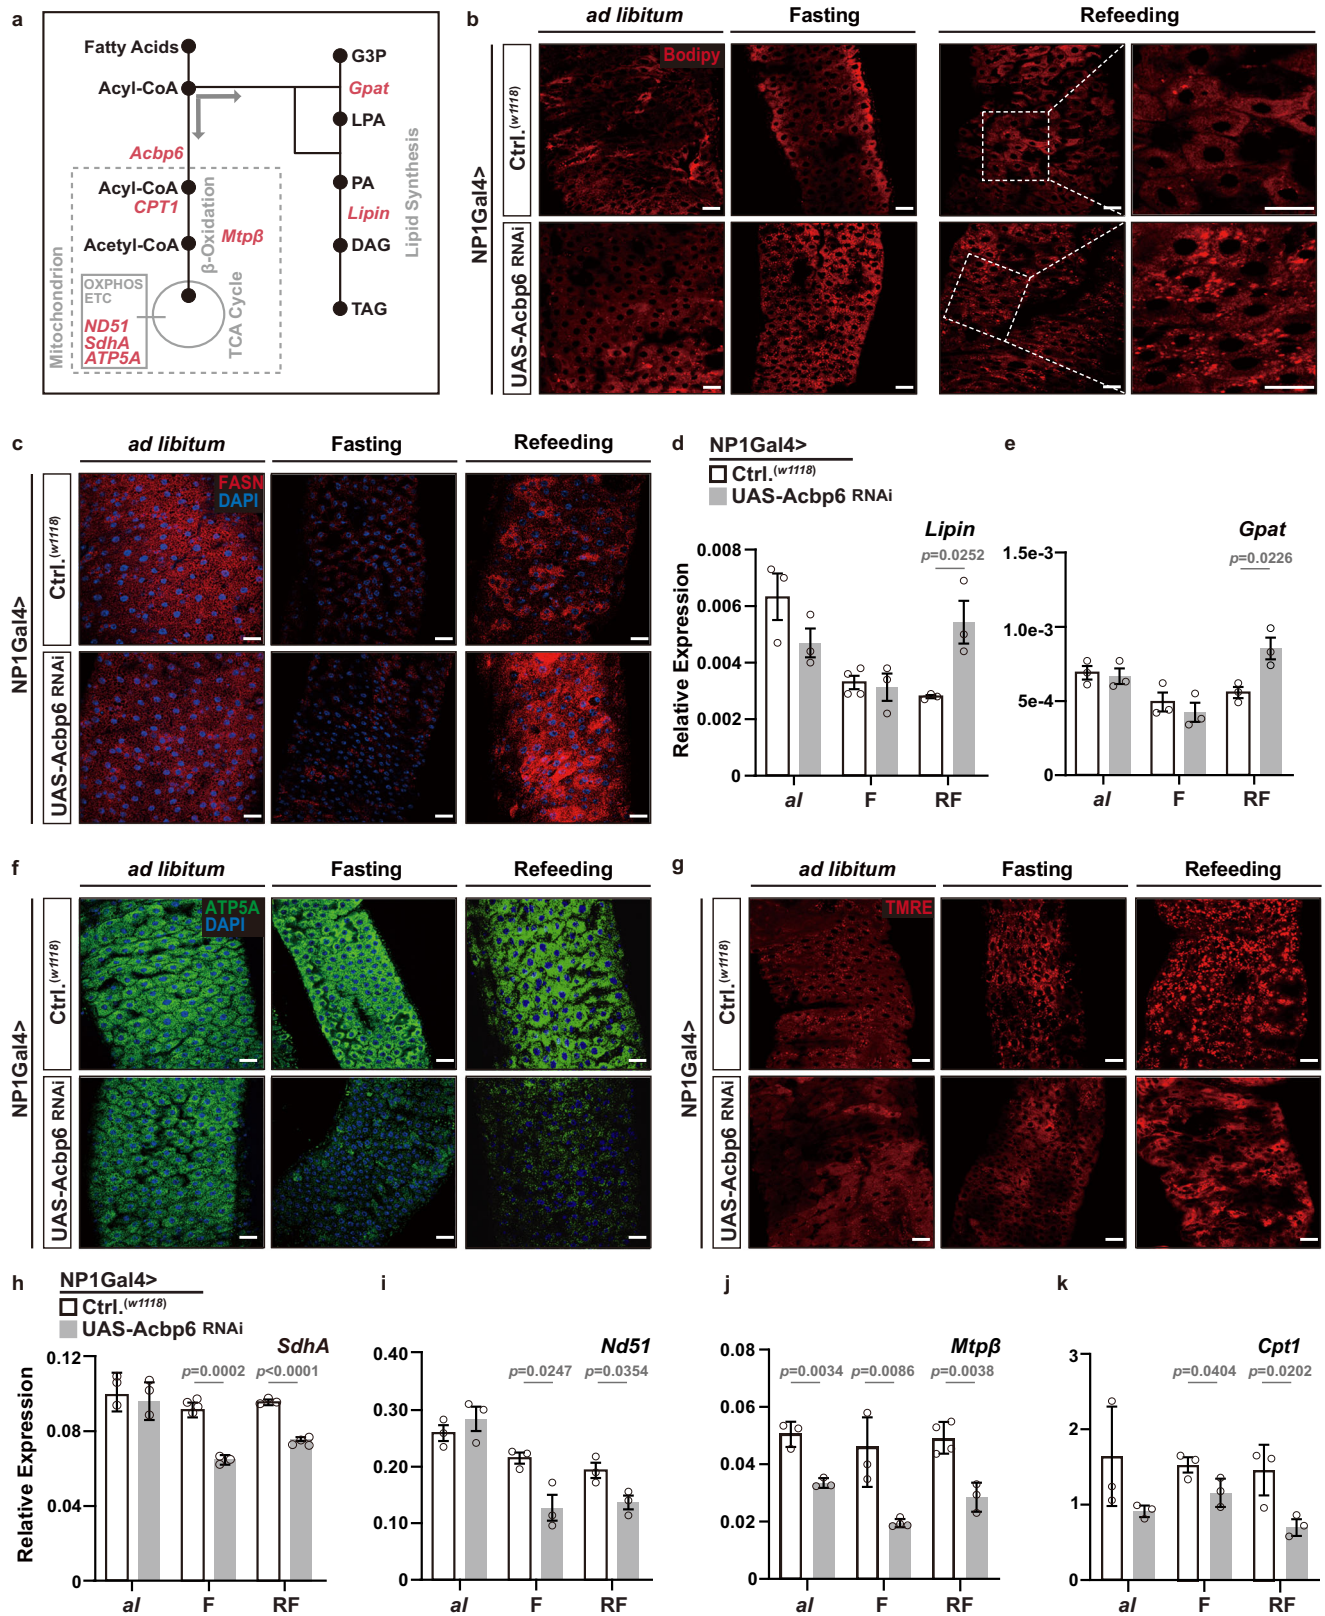 a
Fatty Acids
Acyl-CoA
Acbp6
Acyl-CoA
CPT1
Acetyl-CoA
Mtpβ
β-Oxidation
TCA Cycle
Mitochondrion
OXPHOS
ETC
ND51
SdhA
ATP5A
G3P
Gpat
LPA
PA
Lipin
DAG
TAG
Lipid Synthesis
b
ad libitum
Fasting
Refeeding
NP1Gal4>
Ctrl.(w1118)
UAS-Acbp6 RNAi
Bodipy
c
ad libitum
Fasting
Refeeding
NP1Gal4>
Ctrl.(w1118)
UAS-Acbp6 RNAi
FASN
DAPI
d
NP1Gal4>
Ctrl.(w1118)
UAS-Acbp6 RNAi
Lipin
p=0.0252
Relative Expression
0.008
0.006
0.004
0.002
0
al F RF
e
Gpat
p=0.0226
1.5e-3
1.0e-3
5e-4
0
al F RF
f
ad libitum
Fasting
Refeeding
NP1Gal4>
Ctrl.(w1118)
UAS-Acbp6 RNAi
ATP5A
DAPI
g
ad libitum
Fasting
Refeeding
NP1Gal4>
Ctrl.(w1118)
UAS-Acbp6 RNAi
TMRE
h
NP1Gal4>
Ctrl.(w1118)
UAS-Acbp6 RNAi
SdhA
p=0.0002 p<0.0001
Relative Expression
0.12
0.08
0.04
0
al F RF
i
Nd51
p=0.0247 p=0.0354
0.40
0.30
0.20
0.10
0
al F RF
j
Mtpβ
p=0.0034 p=0.0086 p=0.0038
0.08
0.06
0.04
0.02
0
al F RF
k
Cpt1
p=0.0404 p=0.0202
3
2
1
0
al F RF